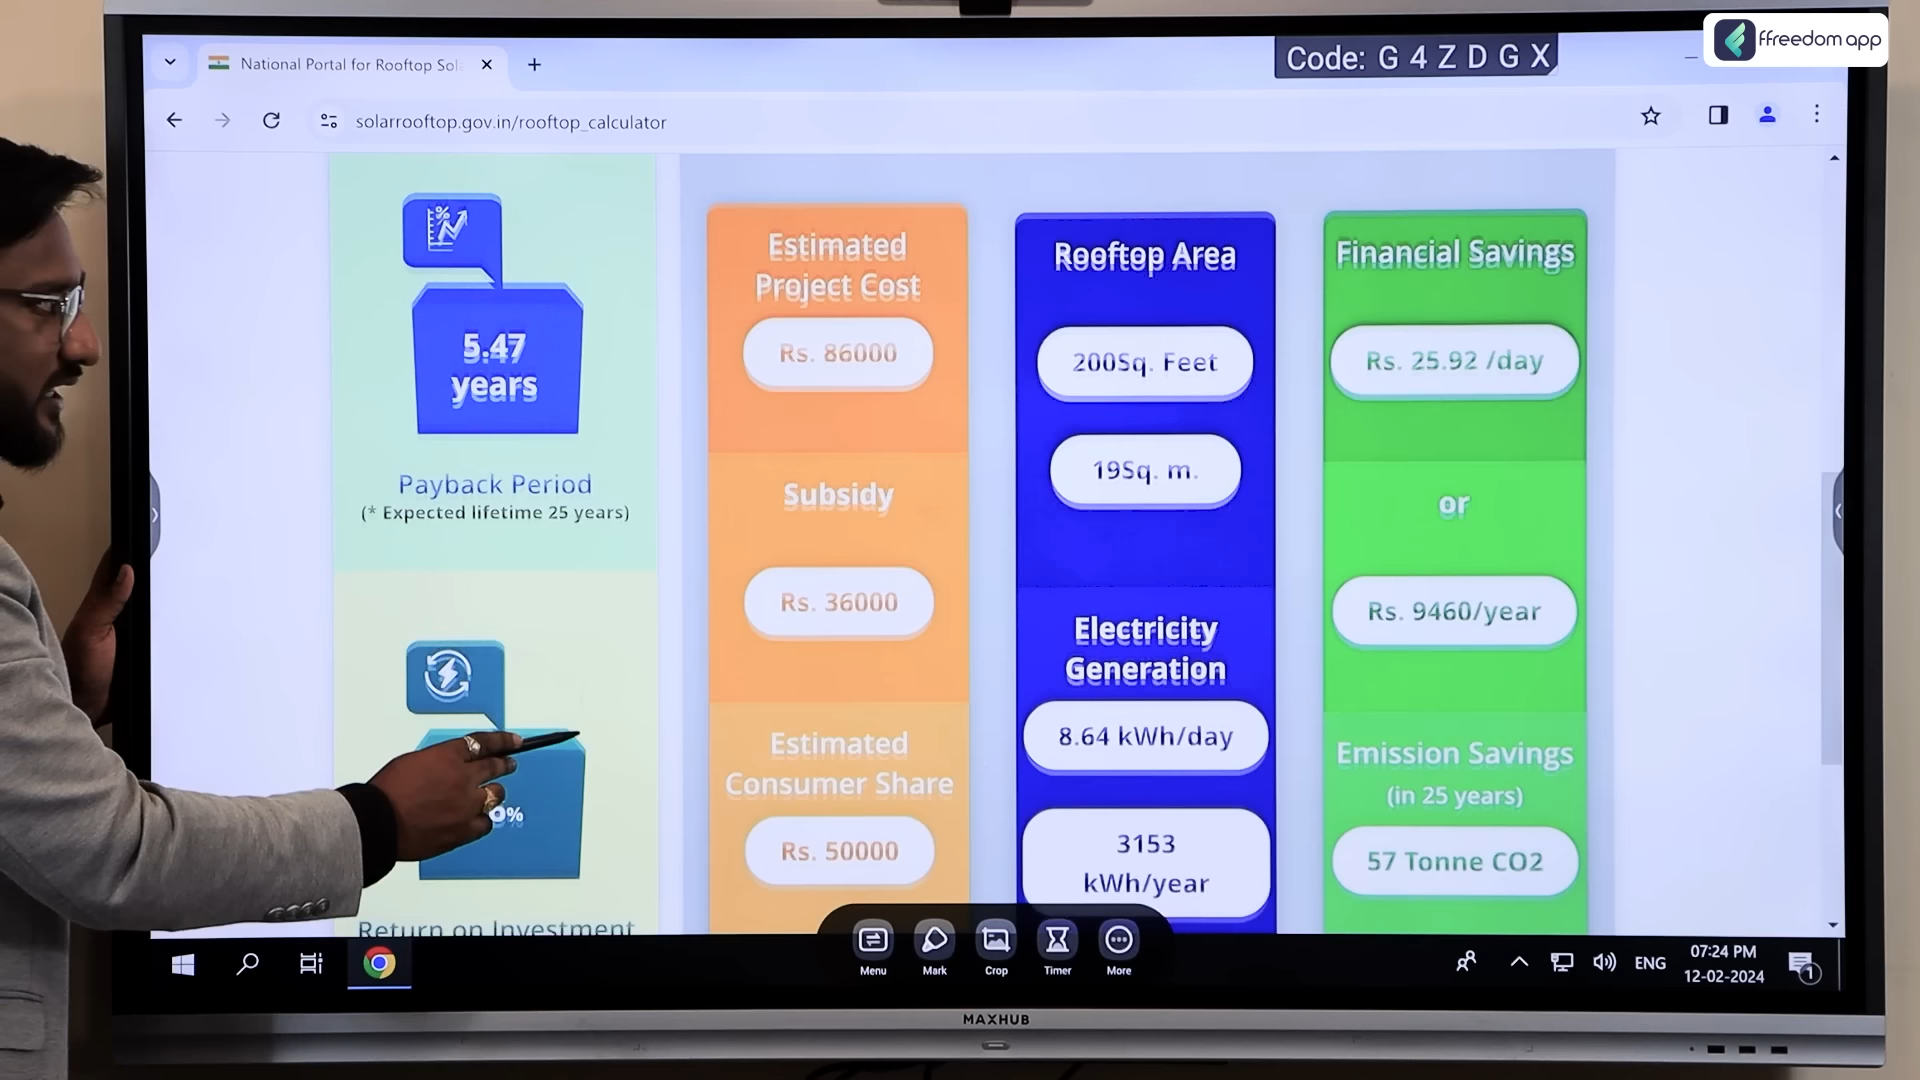 ffreedom app
Code: G 4 Z D G X
National Portal for Rooftop Sol
solarrooftop.gov.in/rooftop_calculator
5.47
years
Payback Period
(* Expected lifetime 25 years)
%
Return on Investment
Estimated
Project Cost
Rs. 86000
Subsidy
Rs. 36000
Estimated
Consumer Share
Rs. 50000
Rooftop Area
200Sq. Feet
19Sq. m.
Electricity
Generation
8.64 kWh/day
3153
kWh/year
Financial Savings
Rs. 25.92 /day
or
Rs. 9460/year
Emission Savings
(in 25 years)
57 Tonne CO2
Menu
Mark
Crop
Timer
More
ENG
07:24 PM
12-02-2024
1
MAXHUB